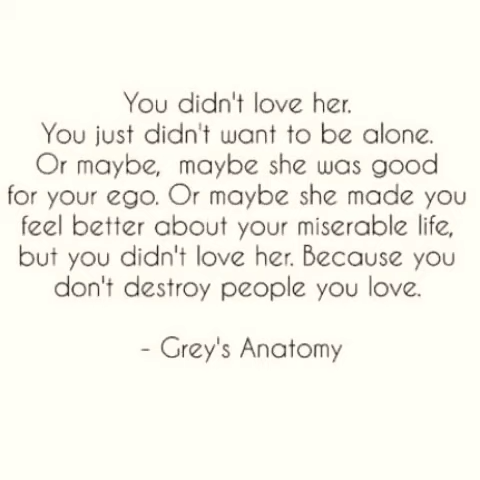 You didn't love her.
You just didn't want to be alone.
Or maybe, maybe she was good
for your ego. Or maybe she made you
feel better about your miserable life,
but you didn't love her. Because you
don't destroy people you love.
- Grey's Anatomy